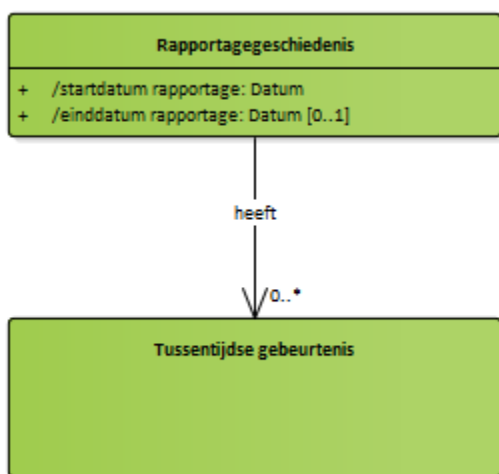 Rapportagegeschiedenis
+ /startdatum rapportage: Datum
+ /einddatum rapportage: Datum [0..1]
heeft
0..*
Tussentijdse gebeurtenis